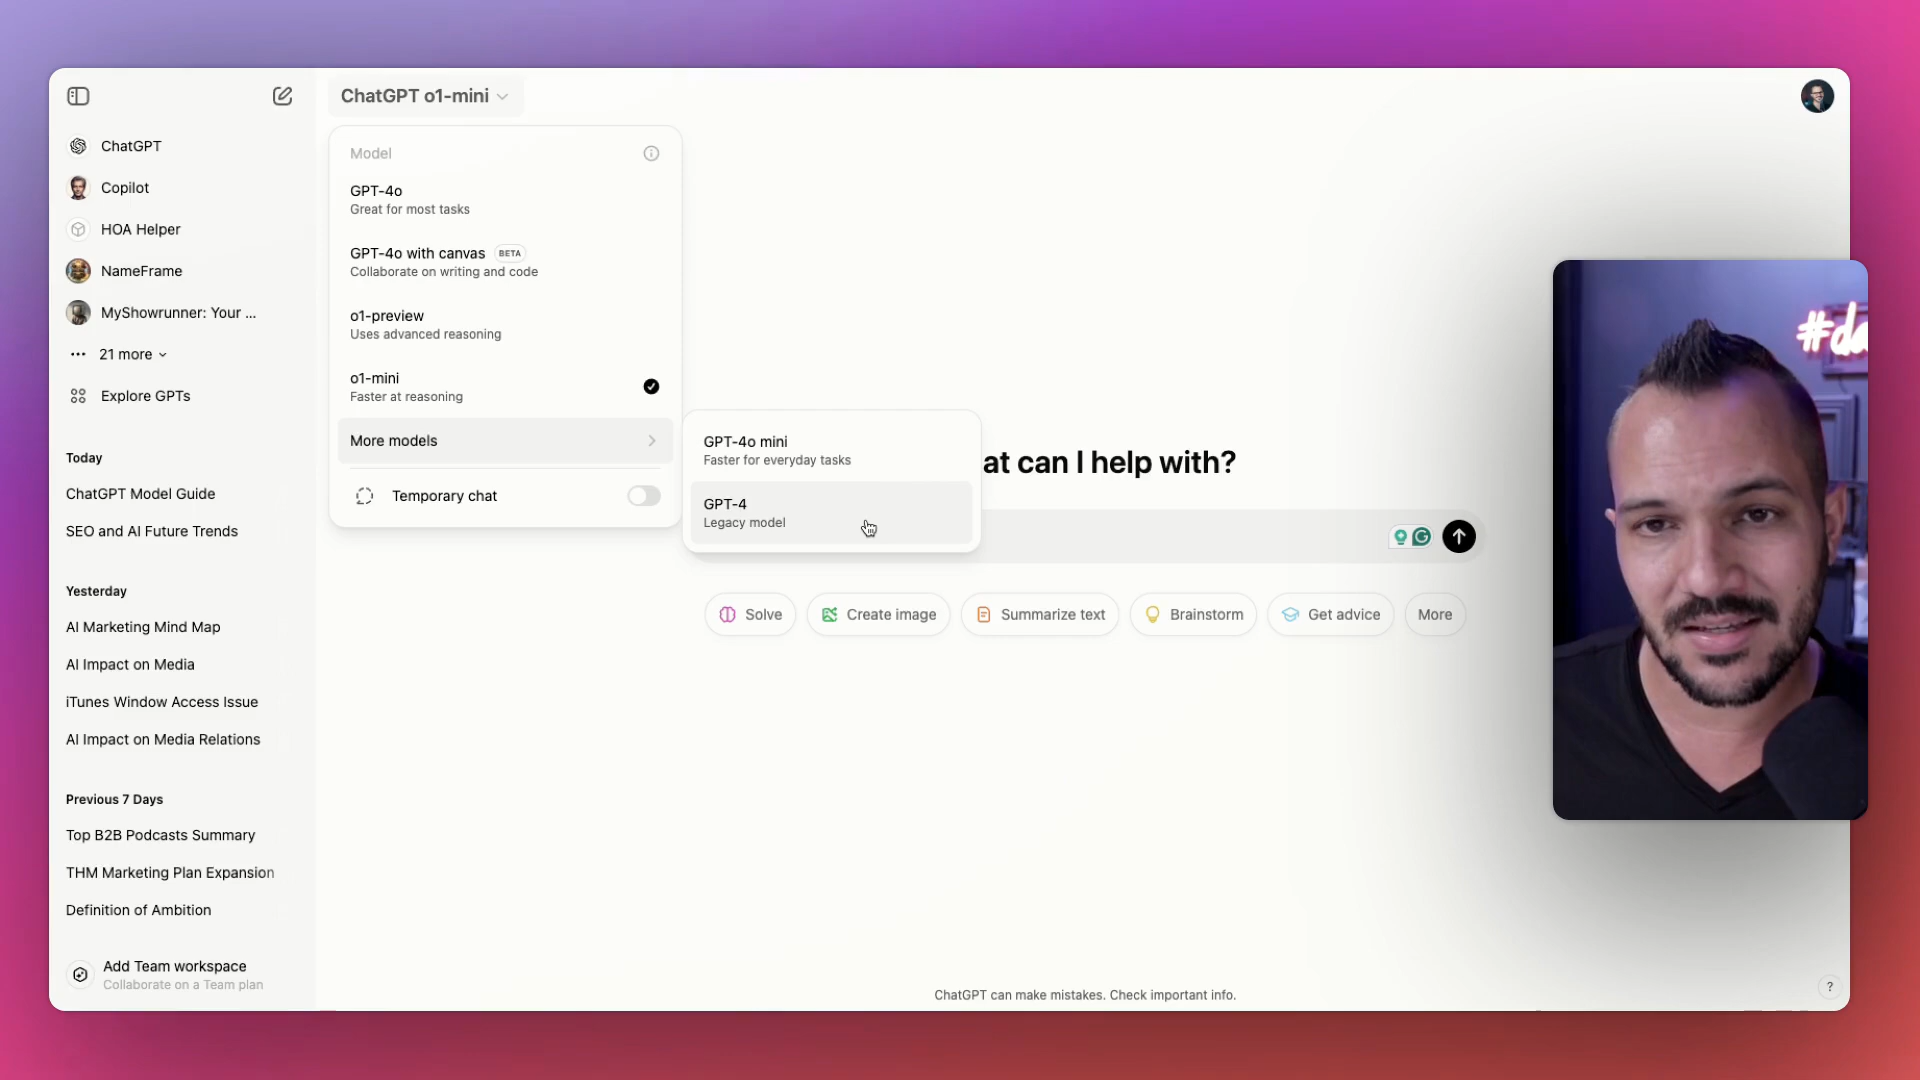 ChatGPT o1-mini
ChatGPT
Copilot
HOA Helper
NameFrame
MyShowrunner: Your ...
21 more
Explore GPTs
Today
ChatGPT Model Guide
SEO and AI Future Trends
Yesterday
AI Marketing Mind Map
AI Impact on Media
iTunes Window Access Issue
AI Impact on Media Relations
Previous 7 Days
Top B2B Podcasts Summary
THM Marketing Plan Expansion
Definition of Ambition
Add Team workspace
Collaborate on a Team plan
Model
GPT-4o
Great for most tasks
GPT-4o with canvas BETA
Collaborate on writing and code
o1-preview
Uses advanced reasoning
o1-mini
Faster at reasoning
More models
Temporary chat
GPT-4o mini
Faster for everyday tasks
GPT-4
Legacy model
at can I help with?
Solve
Create image
Summarize text
Brainstorm
Get advice
More
ChatGPT can make mistakes. Check important info.
?